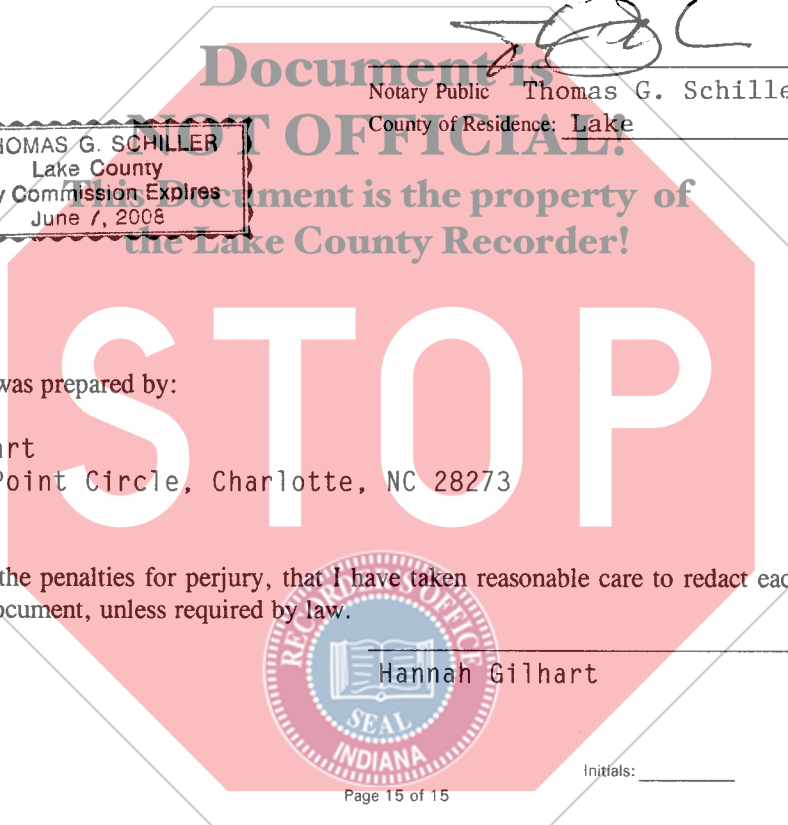 Document is
Notary Public Thomas G. Schille
NOT OFFICIAL!
County of Residence: Lake
HOMAS G. SCHILLER
Lake County
y Commission Expires
June 7, 2008
This Document is the property of
the Lake County Recorder!
STOP
was prepared by:
art
Point Circle, Charlotte, NC 28273
the penalties for perjury, that I have taken reasonable care to redact eac
ocument, unless required by law.
RECORDER'S OFFICE
SEAL
INDIANA
Hannah Gilhart
Initials:
Page 15 of 15